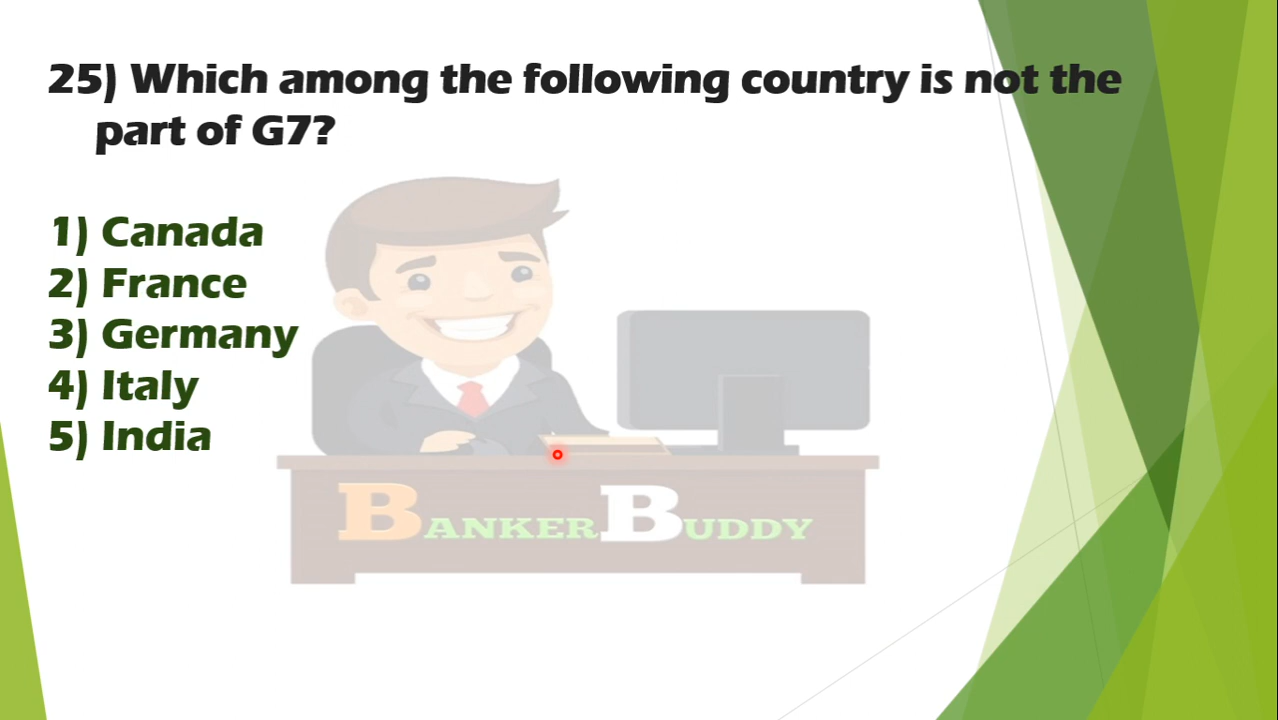 25) Which among the following country is not the
part of G7?
1) Canada
2) France
3) Germany
4) Italy
5) India
BANKERBUDDY